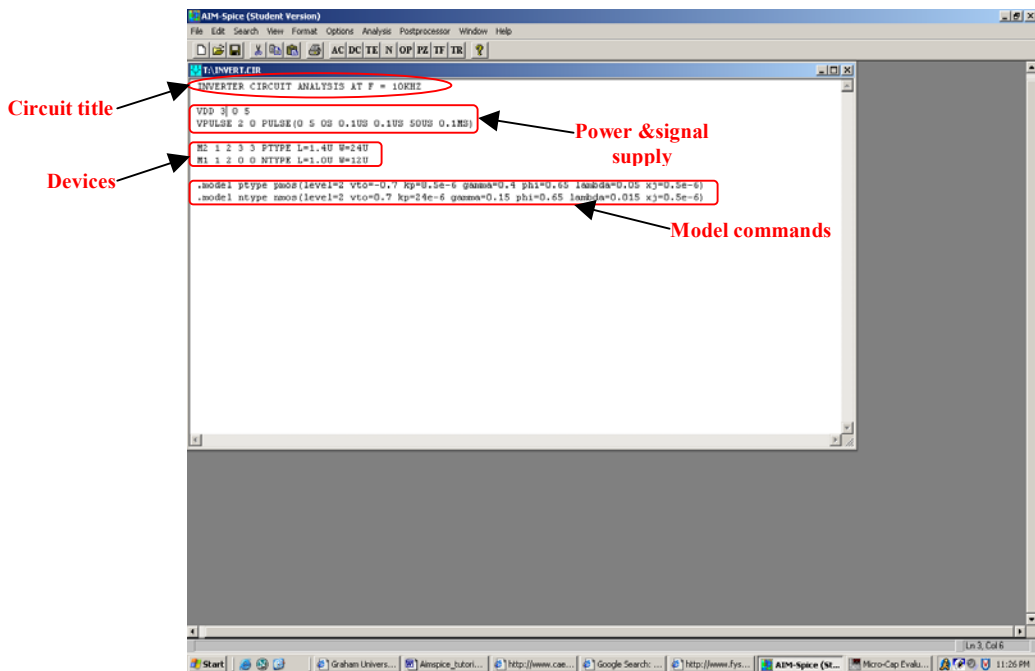 AIM-Spice (Student Version)
File Edit Search View Format Options Analysis Postprocessor Window Help
AC DC TE N OP PZ TF TR
T:\INVERT.CIR
INVERTER CIRCUIT ANALYSIS AT F = 10KHZ
Circuit title
VDD 3 0 5
VPULSE 2 0 PULSE(0 5 0S 0.1US 0.1US 50US 0.1MS)
Power &signal
supply
M2 1 2 3 3 PTYPE L=1.4U W=24U
M1 1 2 0 0 NTYPE L=1.0U W=12U
Devices
.model ptype pmos(level=2 vto=-0.7 kp=8.5e-6 gamma=0.4 phi=0.65 lambda=0.05 xj=0.5e-6)
.model ntype nmos(level=2 vto=0.7 kp=24e-6 gamma=0.15 phi=0.65 lambda=0.015 xj=0.5e-6)
Model commands
Ln 3, Col 6
Start Graham Univers... Aimspice_tutori... http://www.cae... Google Search: ... http://www.fys... AIM-Spice (St... Micro-Cap Evalu... 11:26 PM